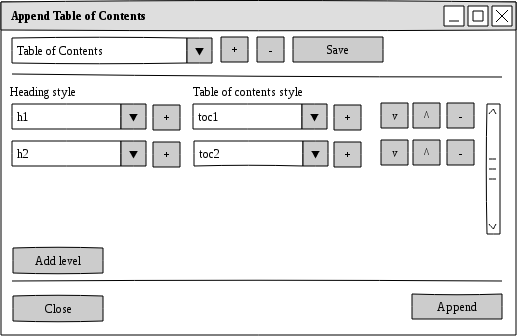 Append Table of Contents
Table of Contents + - Save
Heading style Table of contents style
h1 + toc1 + v ^ -
h2 + toc2 + v ^ -
Add level
Close Append